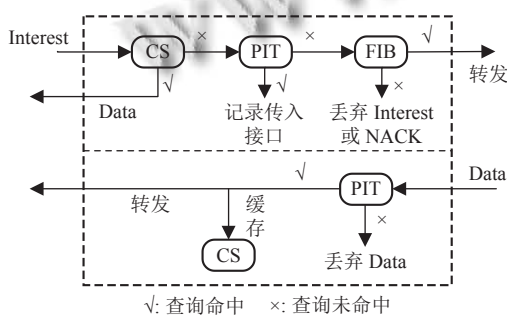 Interest
CS
×
PIT
×
FIB
√
转发
√
Data
√
记录传入
接口
×
丢弃 Interest
或 NACK
√
PIT
Data
转发
缓
存
×
CS
丢弃 Data
√: 查询命中 ×: 查询未命中